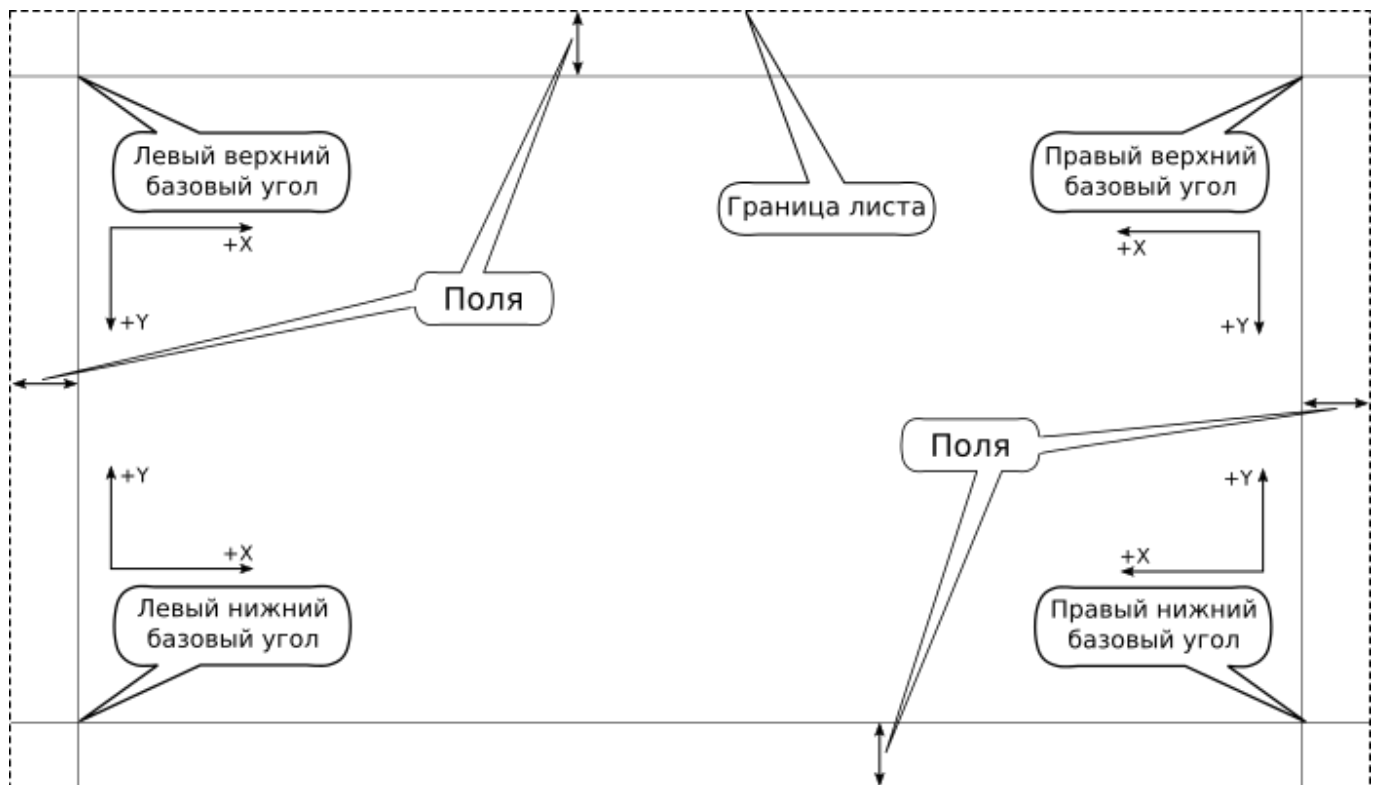 Левый верхний
базовый угол
Граница листа
Правый верхний
базовый угол
+X
+Y
+X
+Y
Поля
Поля
+Y
+X
+Y
+X
Левый нижний
базовый угол
Правый нижний
базовый угол